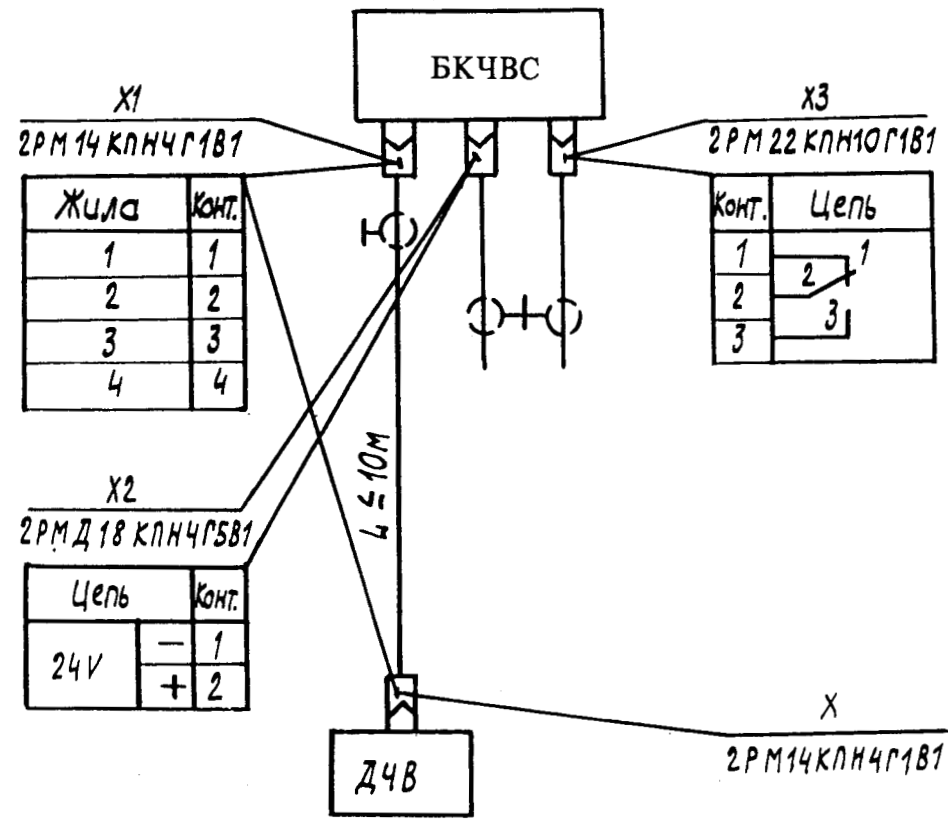 БКЧВС
X1
2РМ14КПН4Г1В1
Жила Конт.
1 1
2 2
3 3
4 4
X3
2РМ22КПН10Г1В1
Конт. Цепь
1
2
3
1
2
3
L ≤ 10м
X2
2РМД18КПН4Г5В1
Цепь Конт.
24V
− 1
+ 2
X
2РМ14КПН4Г1В1
ДЧВ